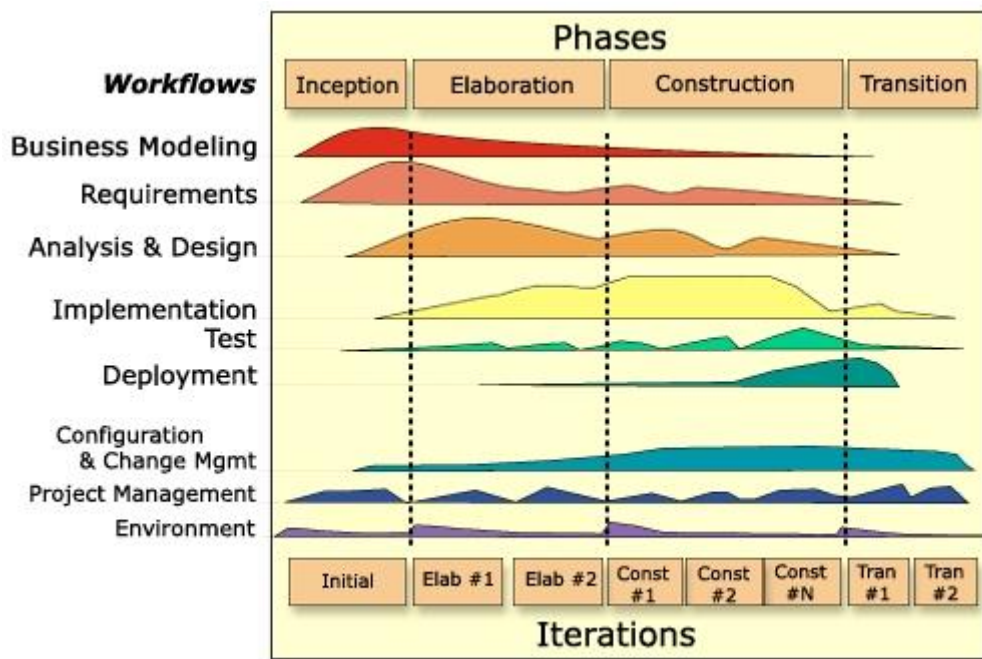 Phases
Workflows
Inception
Elaboration
Construction
Transition
Business Modeling
Requirements
Analysis & Design
Implementation
Test
Deployment
Configuration
& Change Mgmt
Project Management
Environment
Initial
Elab #1
Elab #2
Const
#1
Const
#2
Const
#N
Tran
#1
Tran
#2
Iterations